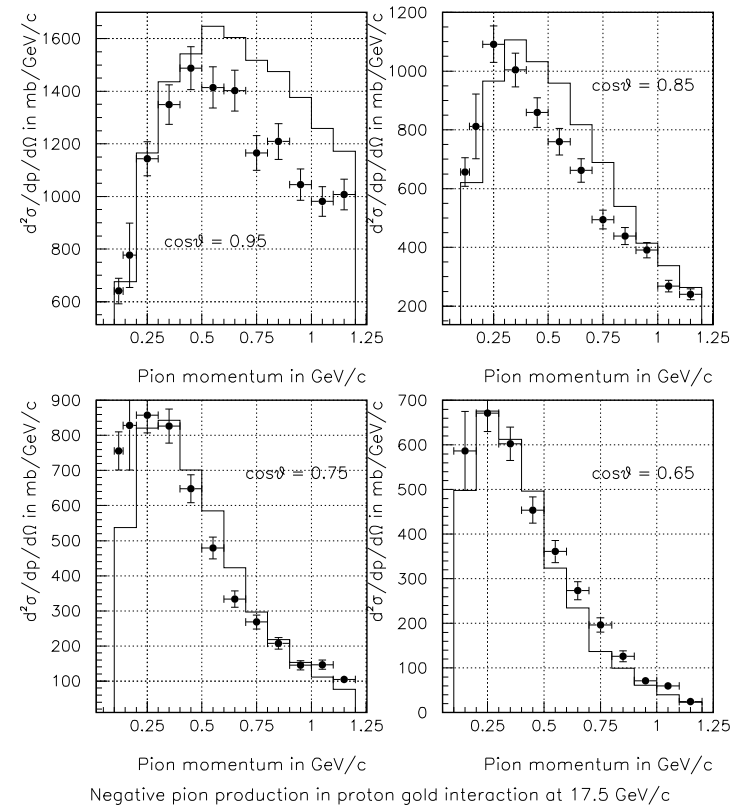 d²σ/dp/dΩ in mb/GeV/c
1600
1400
1200
1000
800
600
cosϑ = 0.95
0.25 0.5 0.75 1 1.25
Pion momentum in GeV/c
d²σ/dp/dΩ in mb/GeV/c
1200
1000
800
600
400
200
cosϑ = 0.85
0.25 0.5 0.75 1 1.25
Pion momentum in GeV/c
d²σ/dp/dΩ in mb/GeV/c
900
800
700
600
500
400
300
200
100
cosϑ = 0.75
0.25 0.5 0.75 1 1.25
Pion momentum in GeV/c
d²σ/dp/dΩ in mb/GeV/c
700
600
500
400
300
200
100
0
cosϑ = 0.65
0.25 0.5 0.75 1 1.25
Pion momentum in GeV/c
Negative pion production in proton gold interaction at 17.5 GeV/c